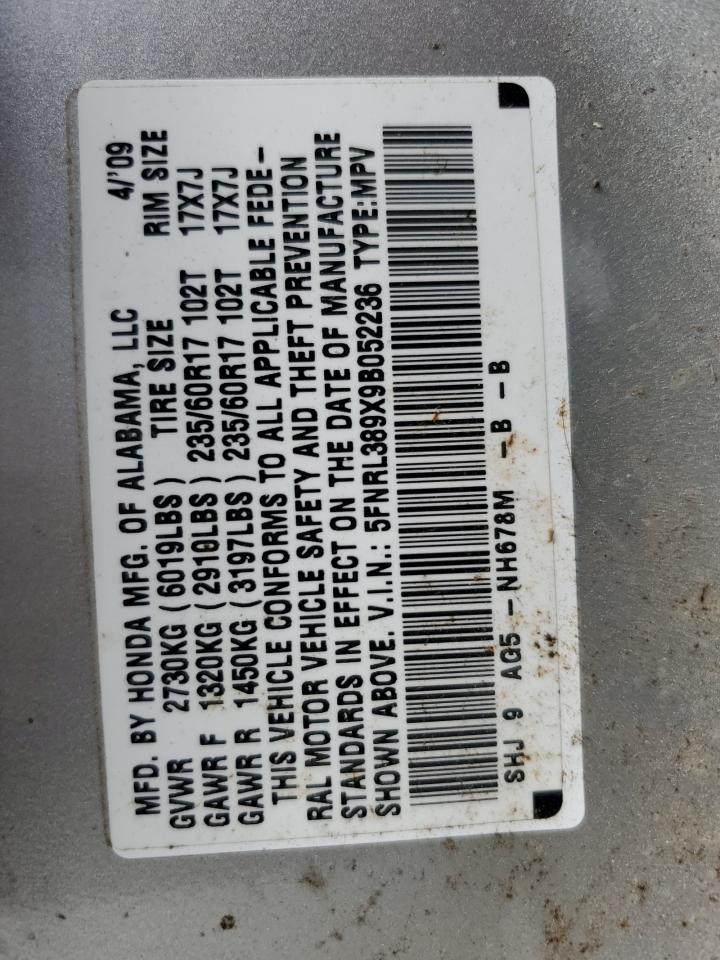 MFD. BY HONDA MFG. OF ALABAMA, LLC 4/'09
GVWR 2730KG (6019LBS) TIRE SIZE RIM SIZE
GAWR F 1320KG (2910LBS) 235/60R17 102T 17X7J
GAWR R 1450KG (3197LBS) 235/60R17 102T 17X7J
THIS VEHICLE CONFORMS TO ALL APPLICABLE FEDE-
RAL MOTOR VEHICLE SAFETY AND THEFT PREVENTION
STANDARDS IN EFFECT ON THE DATE OF MANUFACTURE
SHOWN ABOVE. V.I.N.: 5FNRL389X9B052236 TYPE:MPV
SHJ 9 AG5 -NH678M -B -B